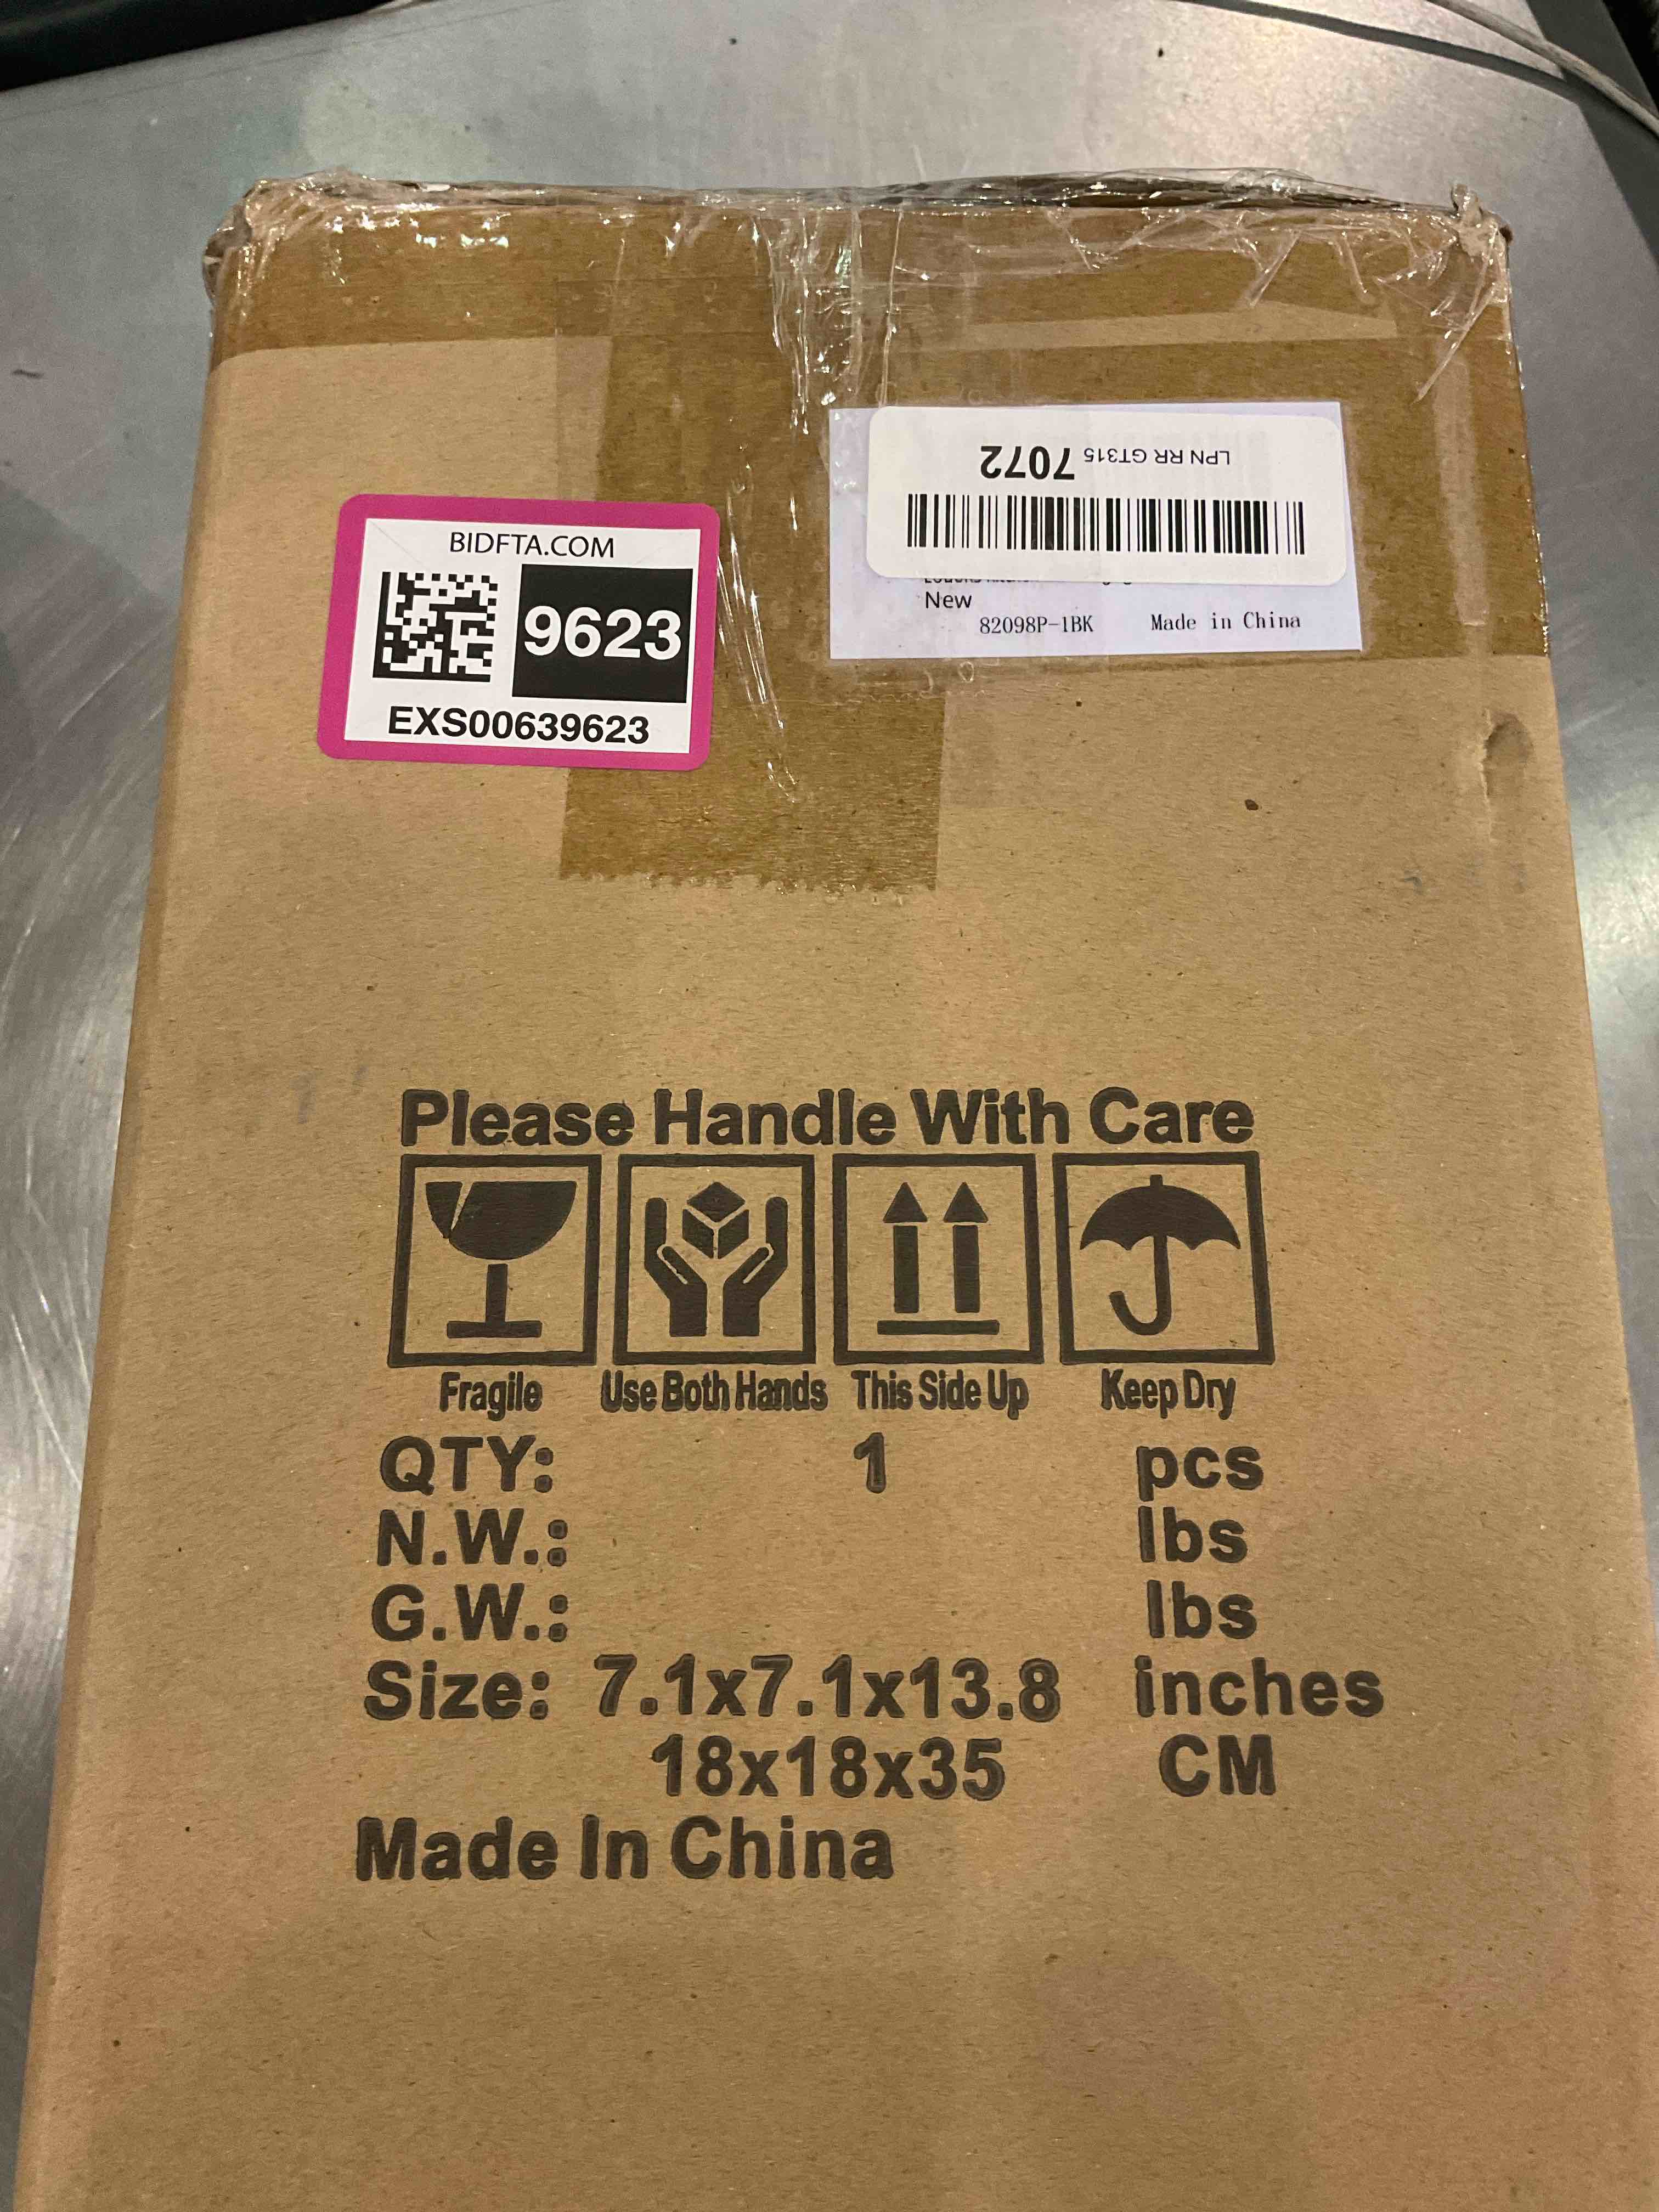 LPN RR GT315 7072
BIDFTA.COM
9623
EXS00639623
New
82098P-1BK Made in China
Please Handle With Care
Fragile Use Both Hands This Side Up Keep Dry
QTY: 1 pcs
N.W.: lbs
G.W.: lbs
Size: 7.1x7.1x13.8 inches
18x18x35 CM
Made In China